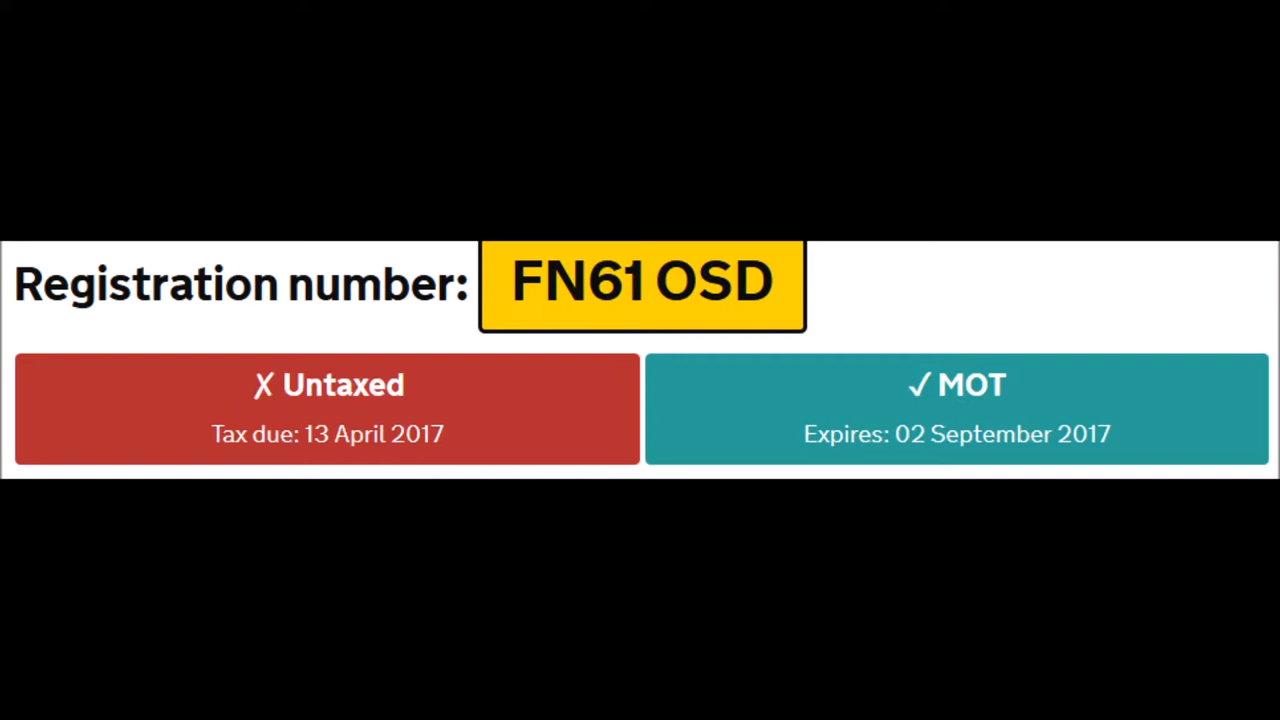 Registration number: FN61 OSD
✗ Untaxed
Tax due: 13 April 2017
✓ MOT
Expires: 02 September 2017